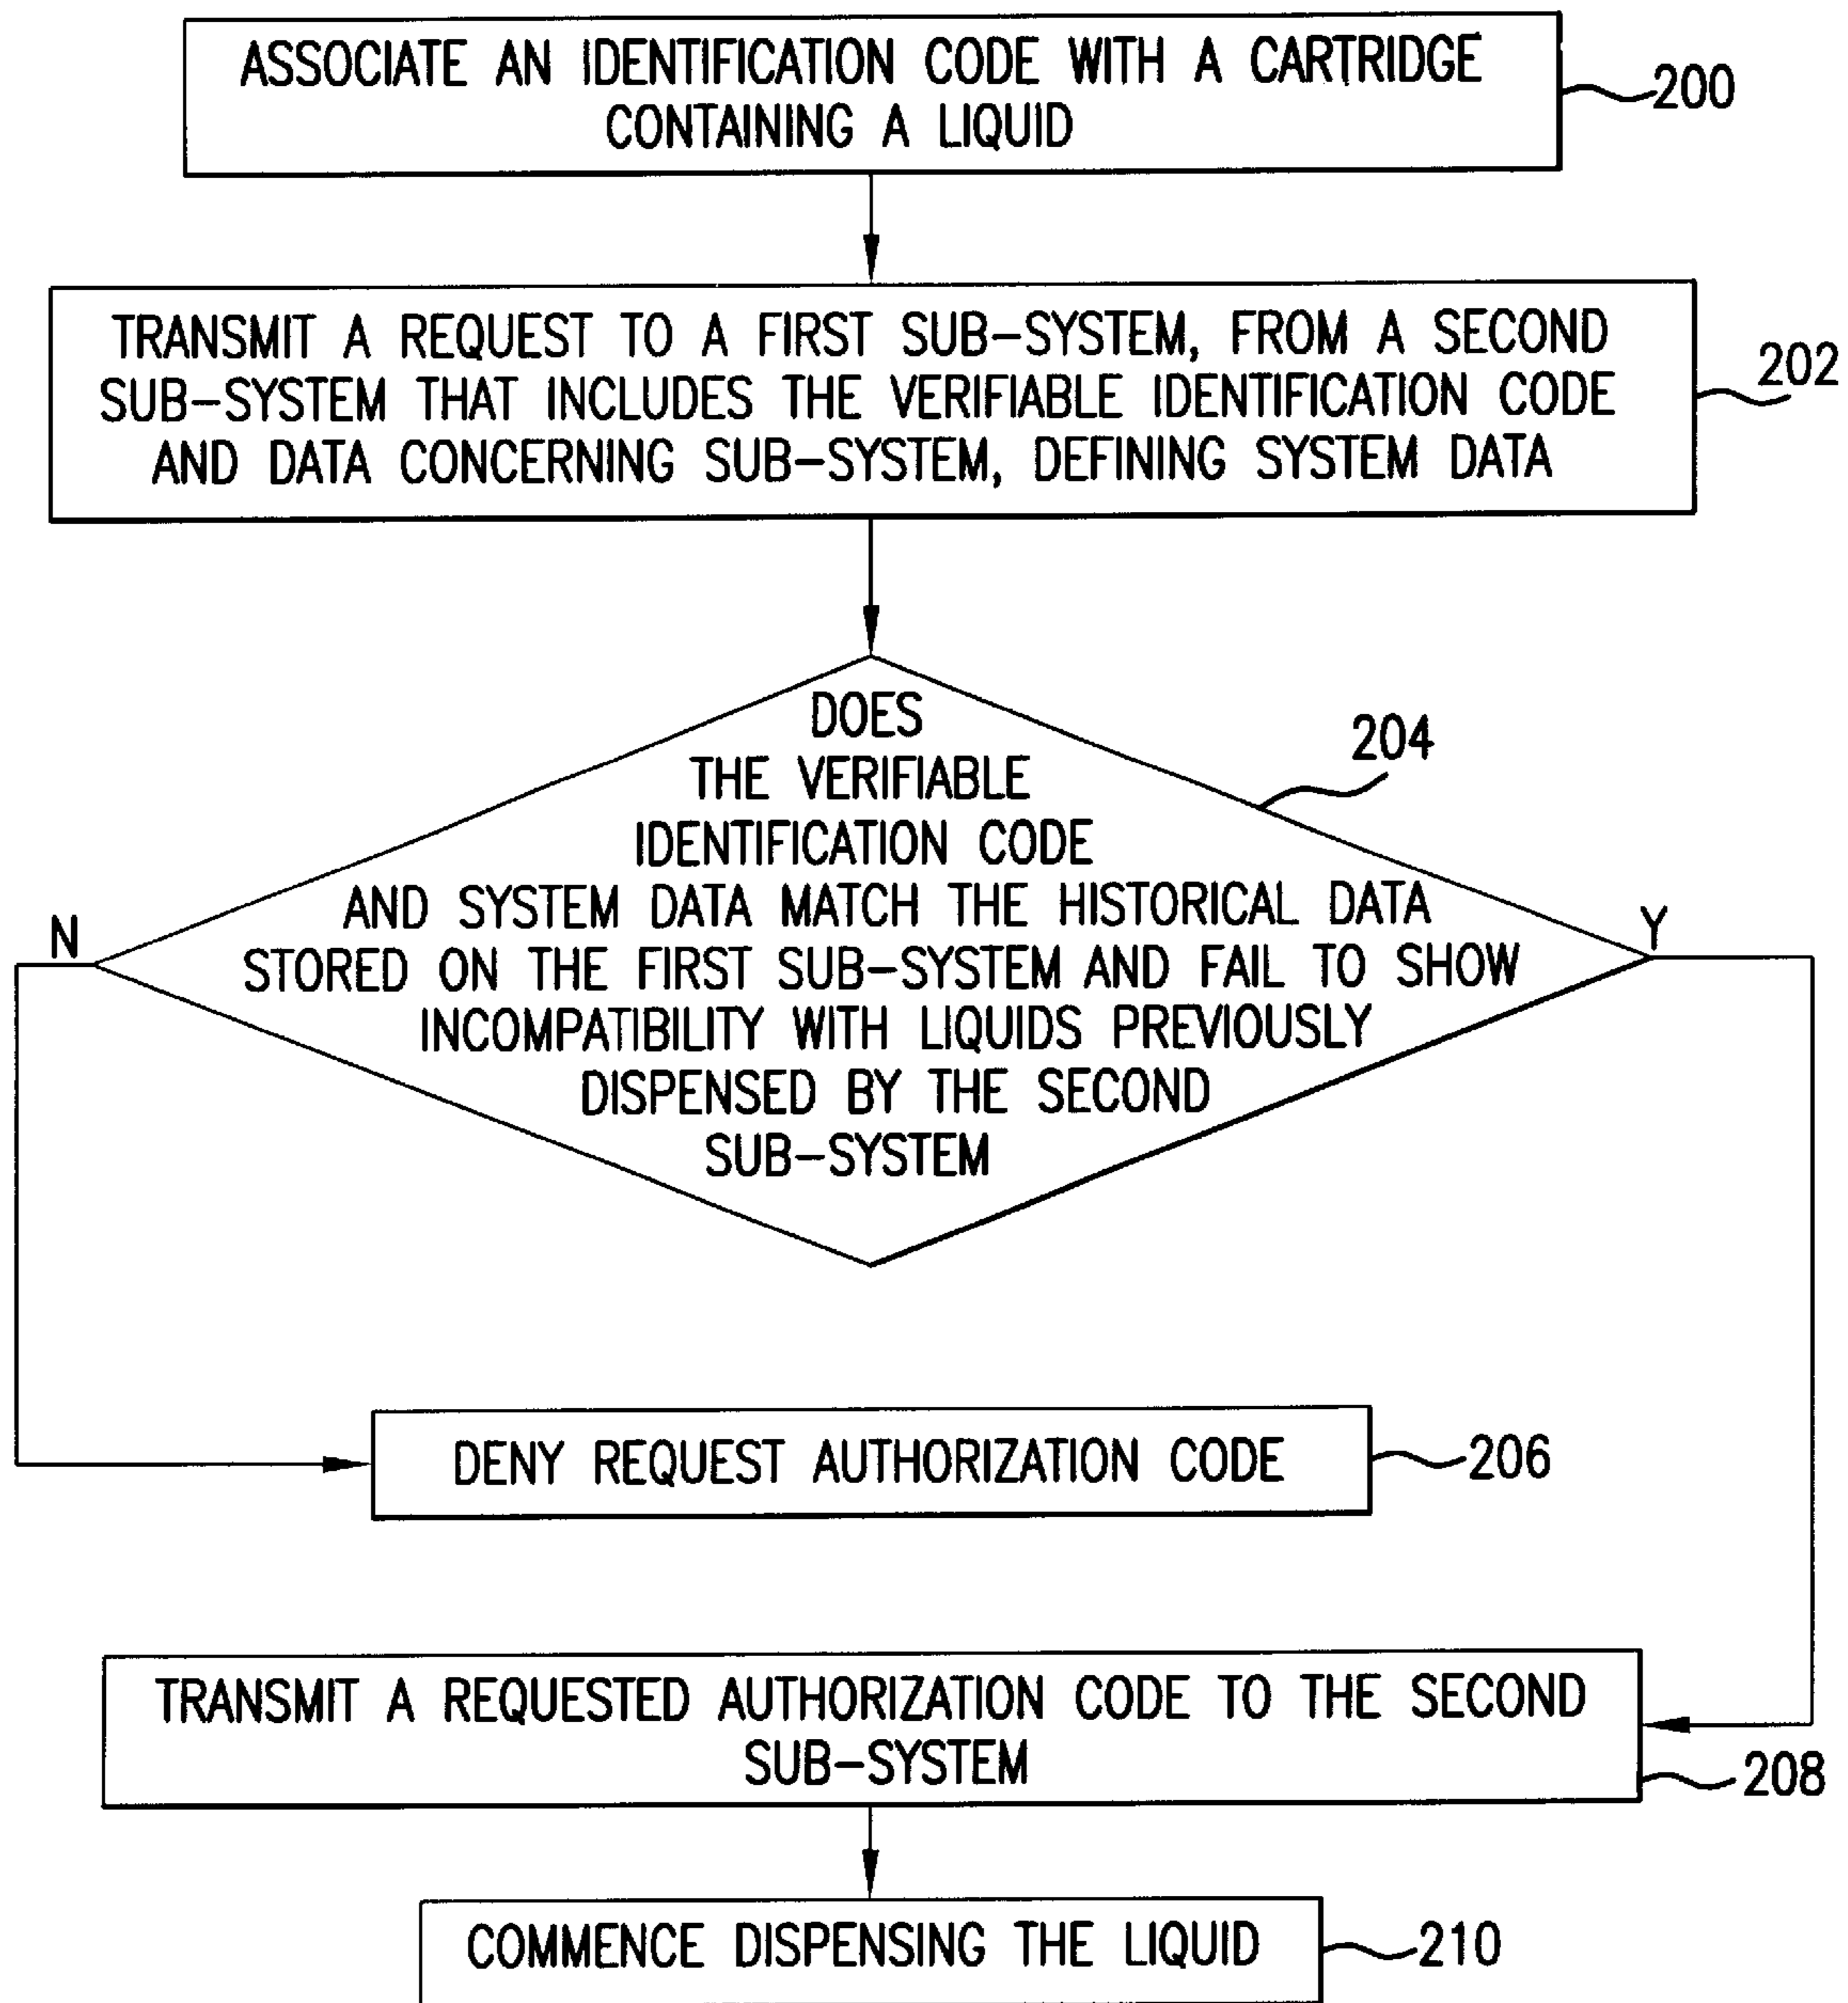 ASSOCIATE AN IDENTIFICATION CODE WITH A CARTRIDGE
CONTAINING A LIQUID
200
TRANSMIT A REQUEST TO A FIRST SUB-SYSTEM, FROM A SECOND
SUB-SYSTEM THAT INCLUDES THE VERIFIABLE IDENTIFICATION CODE
AND DATA CONCERNING SUB-SYSTEM, DEFINING SYSTEM DATA
202
DOES
THE VERIFIABLE
IDENTIFICATION CODE
AND SYSTEM DATA MATCH THE HISTORICAL DATA
STORED ON THE FIRST SUB-SYSTEM AND FAIL TO SHOW
INCOMPATIBILITY WITH LIQUIDS PREVIOUSLY
DISPENSED BY THE SECOND
SUB-SYSTEM
204
N
Y
DENY REQUEST AUTHORIZATION CODE
206
TRANSMIT A REQUESTED AUTHORIZATION CODE TO THE SECOND
SUB-SYSTEM
208
COMMENCE DISPENSING THE LIQUID
210